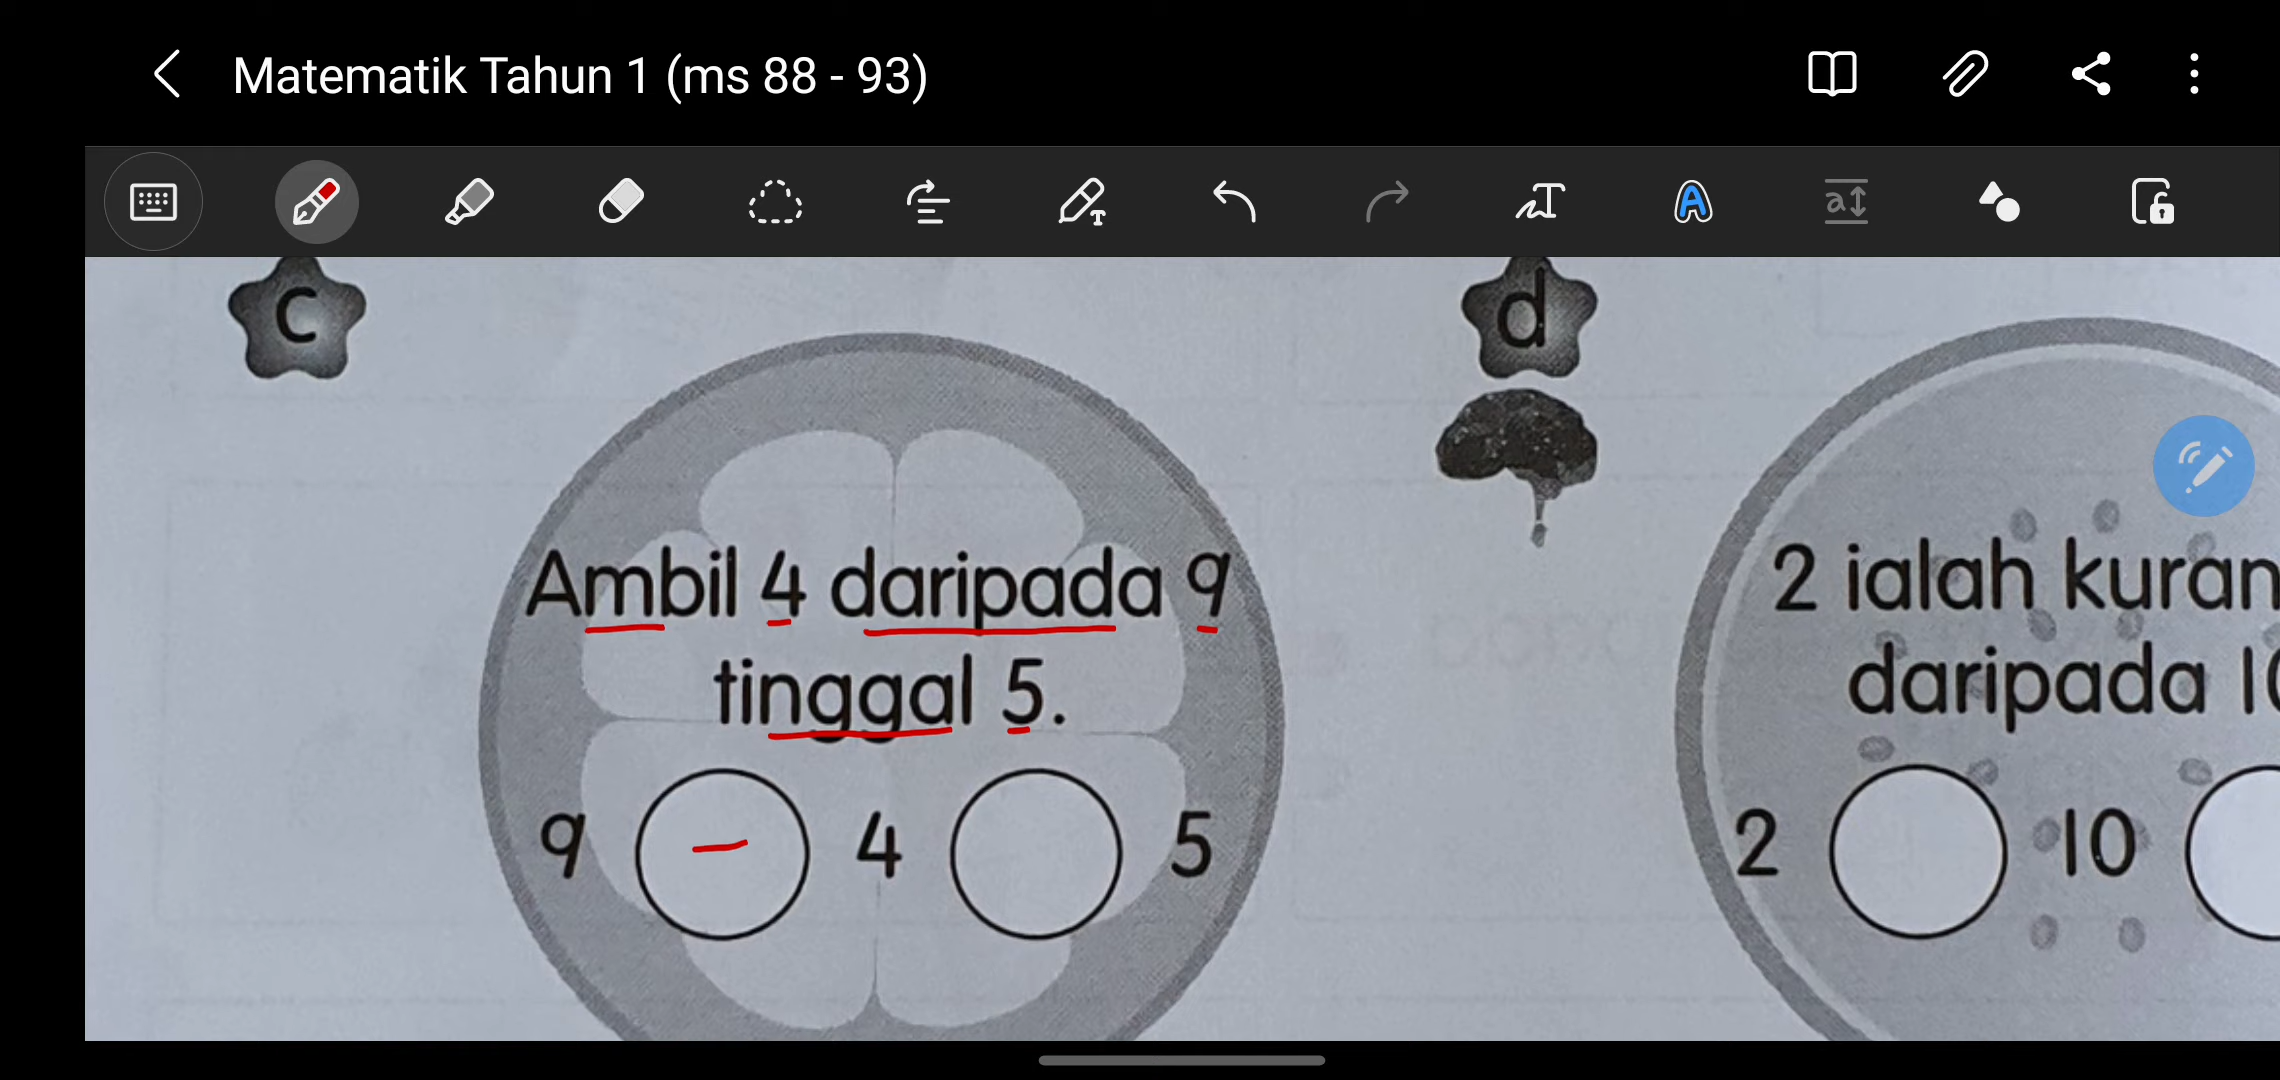 Matematik Tahun 1 (ms 88 - 93)
T
T
A
a
c
d
Ambil 4 daripada 9
tinggal 5.
9 - 4 5
2 ialah kuran
daripada 10
2 10